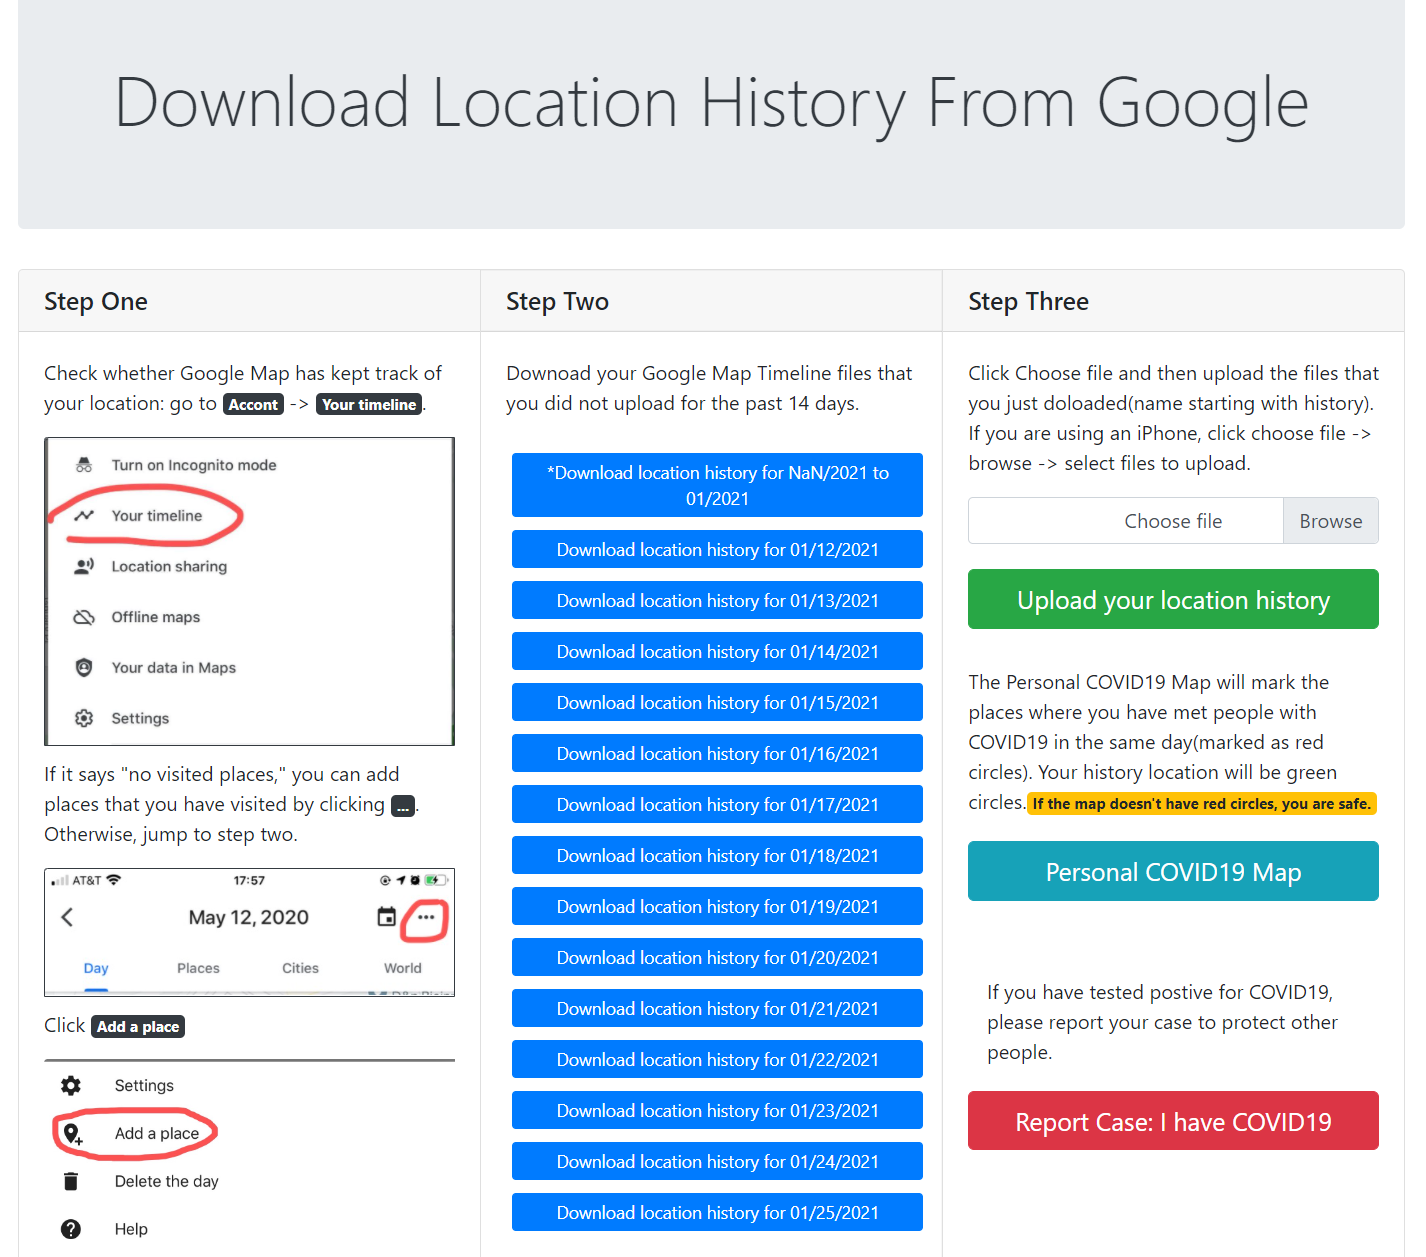 Download Location History From Google
Step One
Check whether Google Map has kept track of
your location: go to Accont -> Your timeline.
Turn on Incognito mode
Your timeline
Location sharing
Offline maps
Your data in Maps
Settings
If it says "no visited places," you can add
places that you have visited by clicking ... .
Otherwise, jump to step two.
AT&T 17:57
May 12, 2020 ...
Day Places Cities World
Click Add a place
Settings
Add a place
Delete the day
Help
Step Two
Downoad your Google Map Timeline files that
you did not upload for the past 14 days.
*Download location history for NaN/2021 to
01/2021
Download location history for 01/12/2021
Download location history for 01/13/2021
Download location history for 01/14/2021
Download location history for 01/15/2021
Download location history for 01/16/2021
Download location history for 01/17/2021
Download location history for 01/18/2021
Download location history for 01/19/2021
Download location history for 01/20/2021
Download location history for 01/21/2021
Download location history for 01/22/2021
Download location history for 01/23/2021
Download location history for 01/24/2021
Download location history for 01/25/2021
Step Three
Click Choose file and then upload the files that
you just doloaded(name starting with history).
If you are using an iPhone, click choose file ->
browse -> select files to upload.
Choose file Browse
Upload your location history
The Personal COVID19 Map will mark the
places where you have met people with
COVID19 in the same day(marked as red
circles). Your history location will be green
circles. If the map doesn't have red circles, you are safe.
Personal COVID19 Map
If you have tested postive for COVID19,
please report your case to protect other
people.
Report Case: I have COVID19